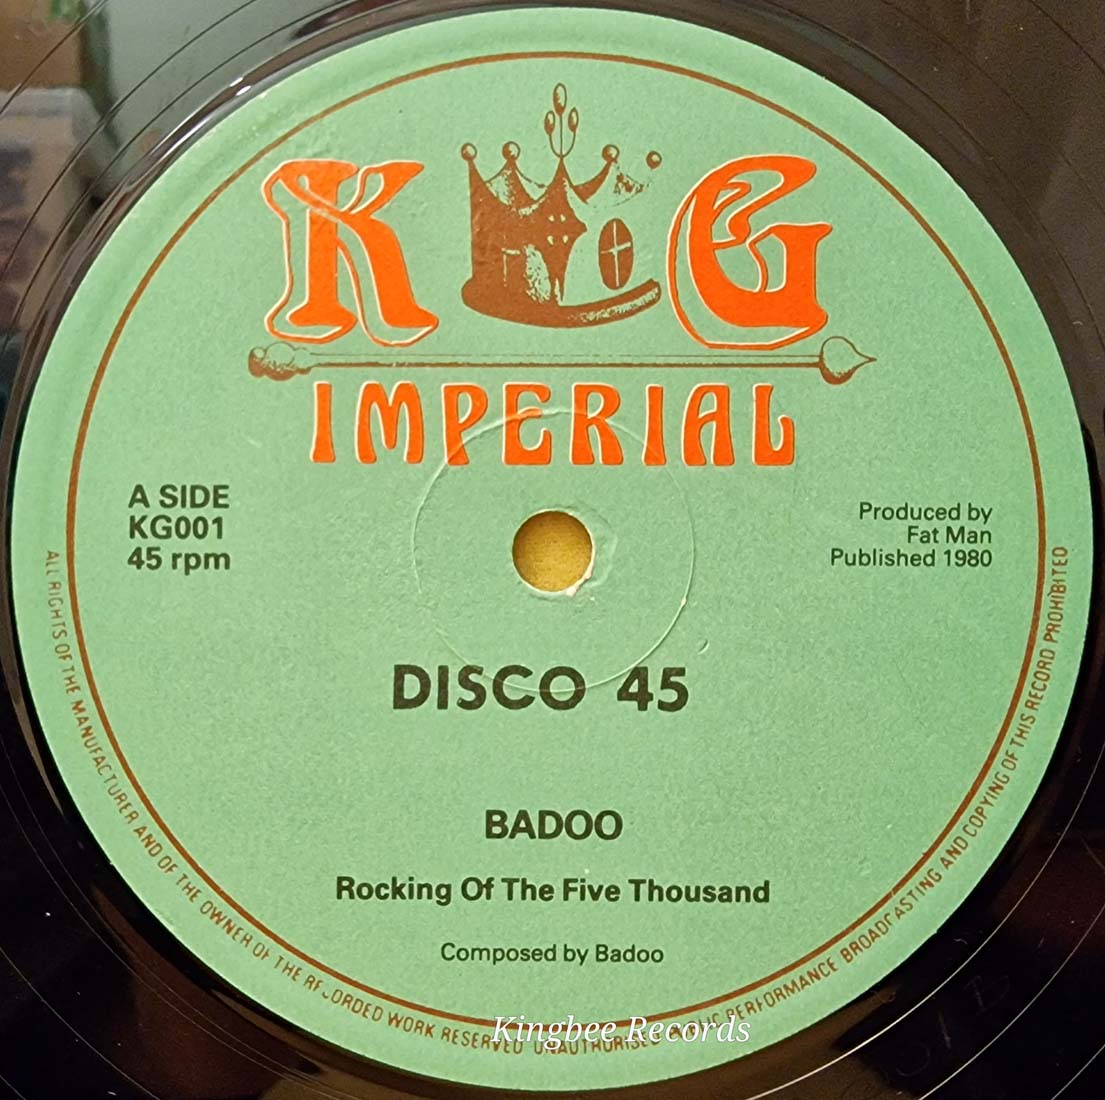 K G
IMPERIAL
A SIDE
KG001
45 rpm
Produced by
Fat Man
Published 1980
DISCO 45
BADOO
Rocking Of The Five Thousand
Composed by Badoo
ALL RIGHTS OF THE MANUFACTURER AND OF THE OWNER OF THE RECORDED WORK RESERVED UNAUTHORISED PUBLIC PERFORMANCE BROADCASTING AND COPYING OF THIS RECORD PROHIBITED
Kingbee Records